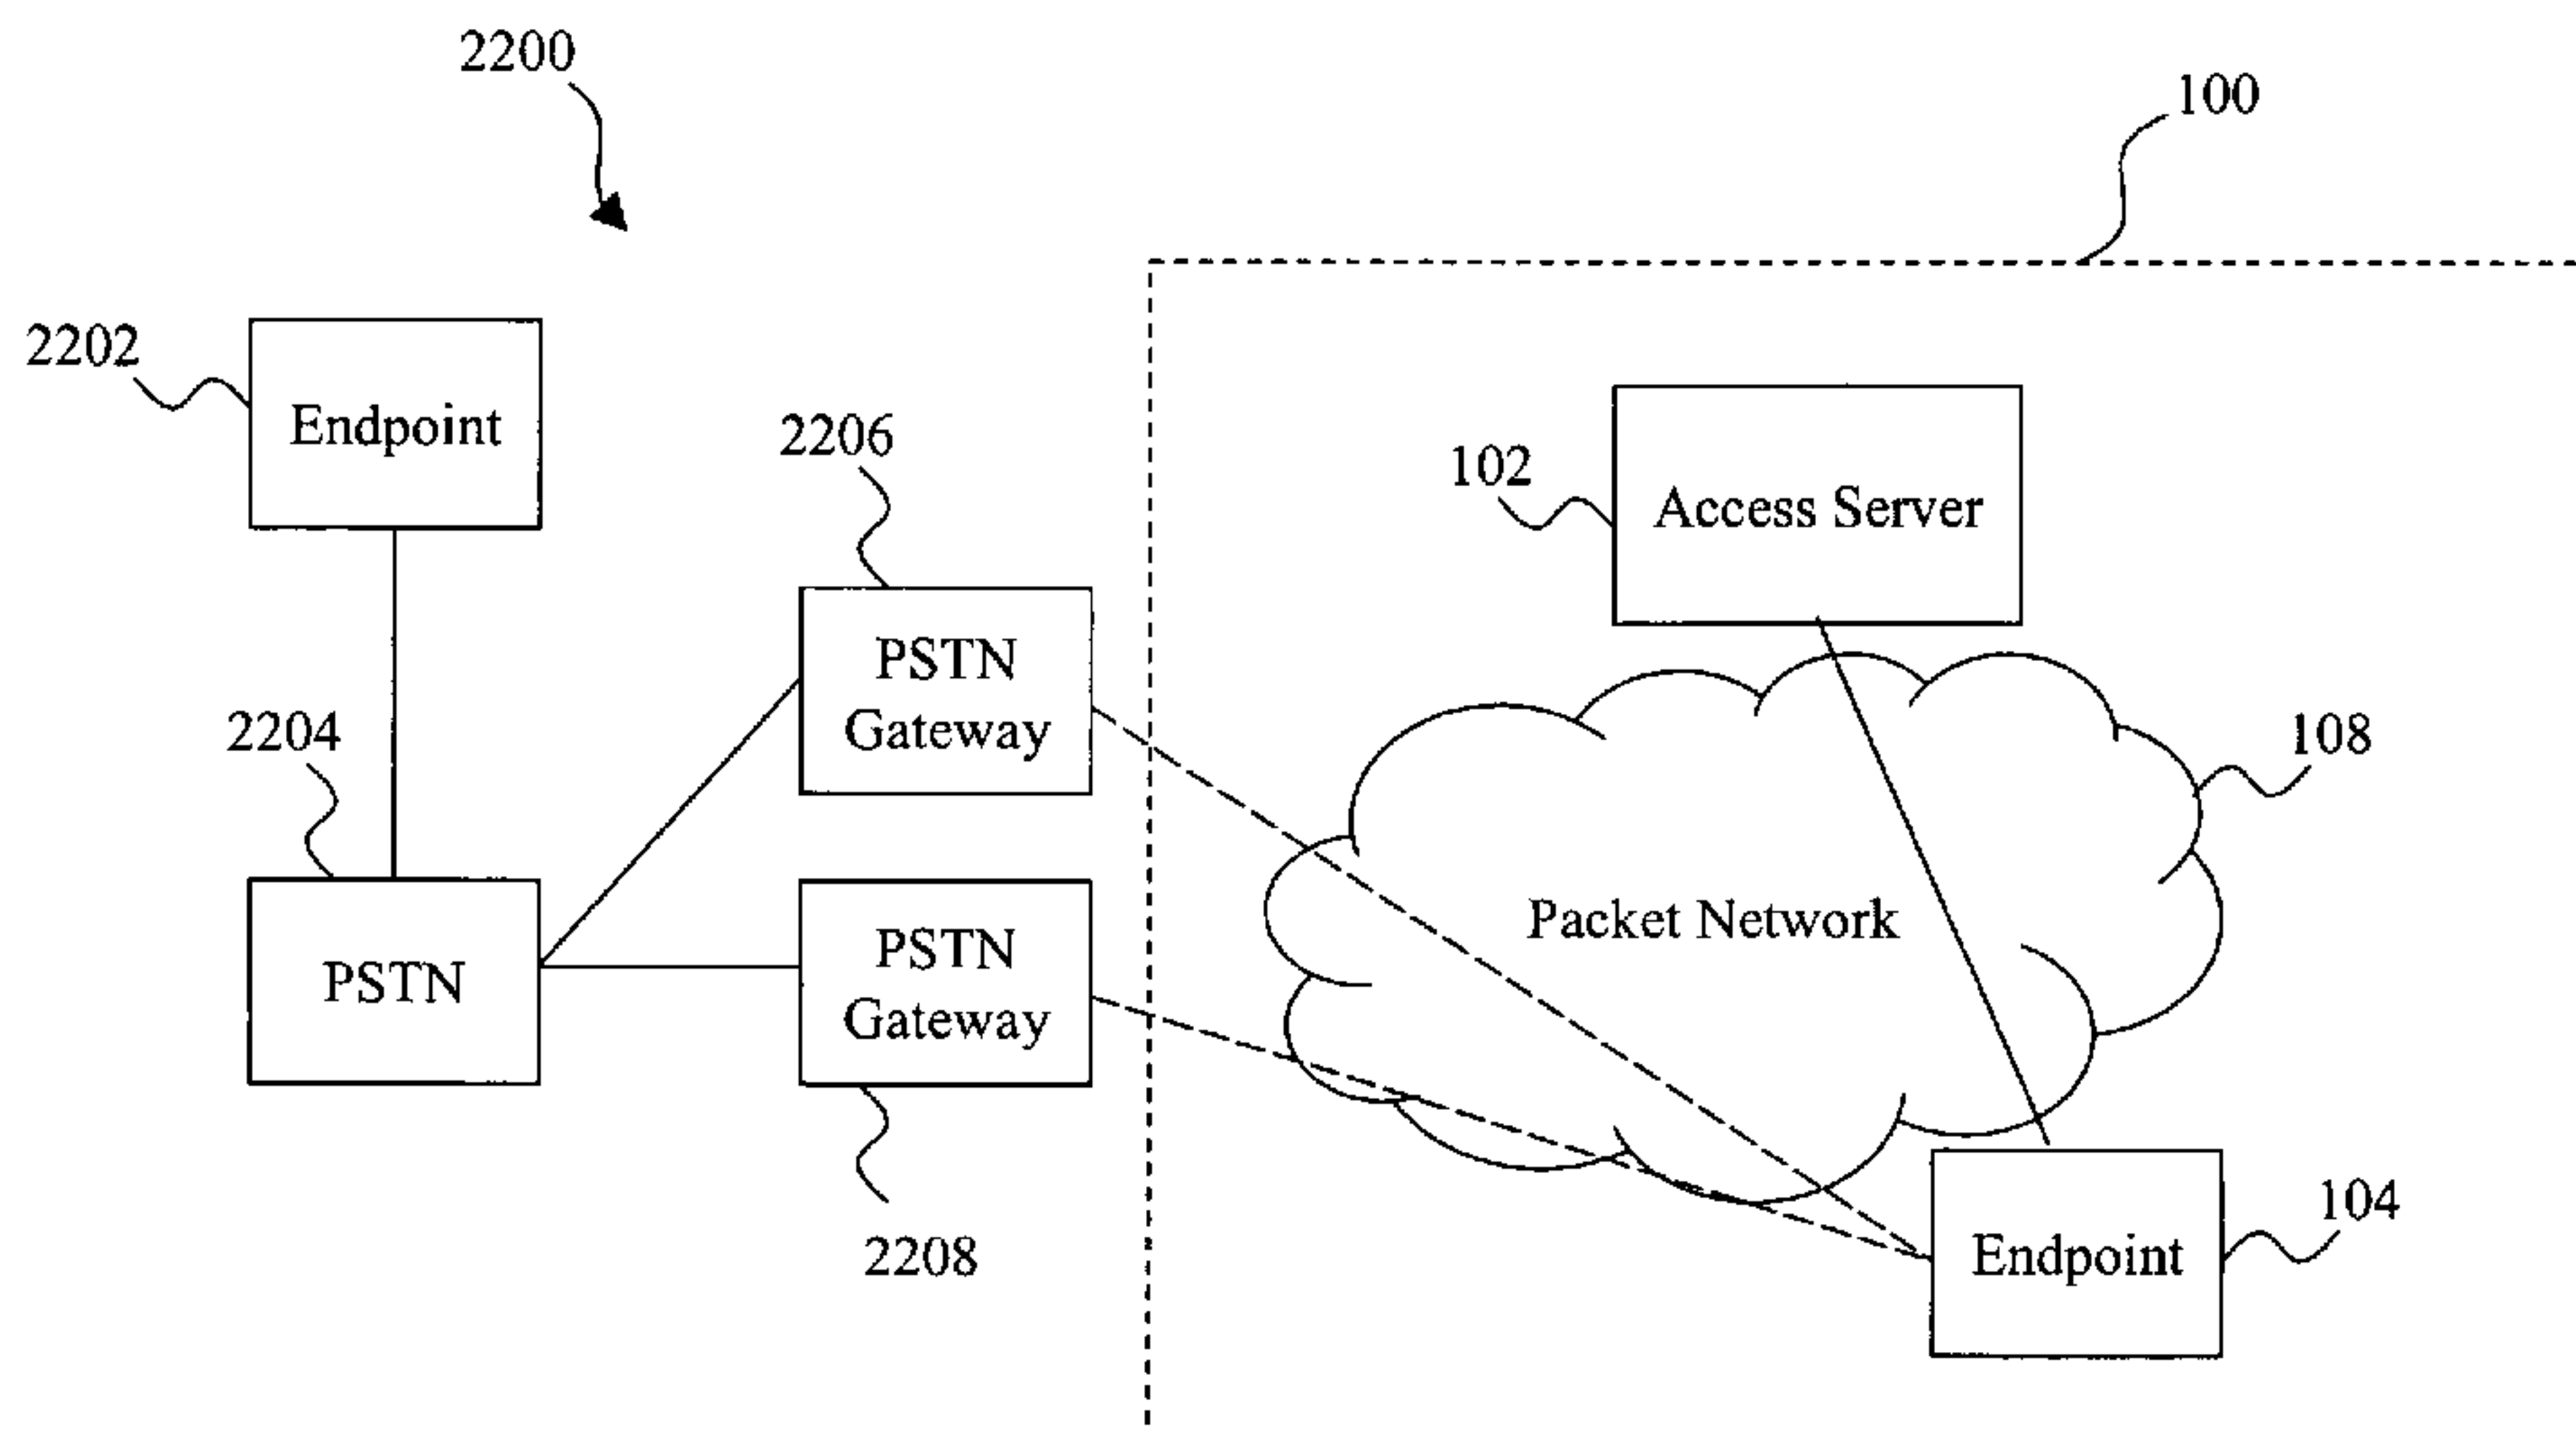 2200
100
2202
Endpoint
2206
102
Access Server
PSTN
Gateway
2204
108
Packet Network
PSTN
PSTN
Gateway
104
2208
Endpoint